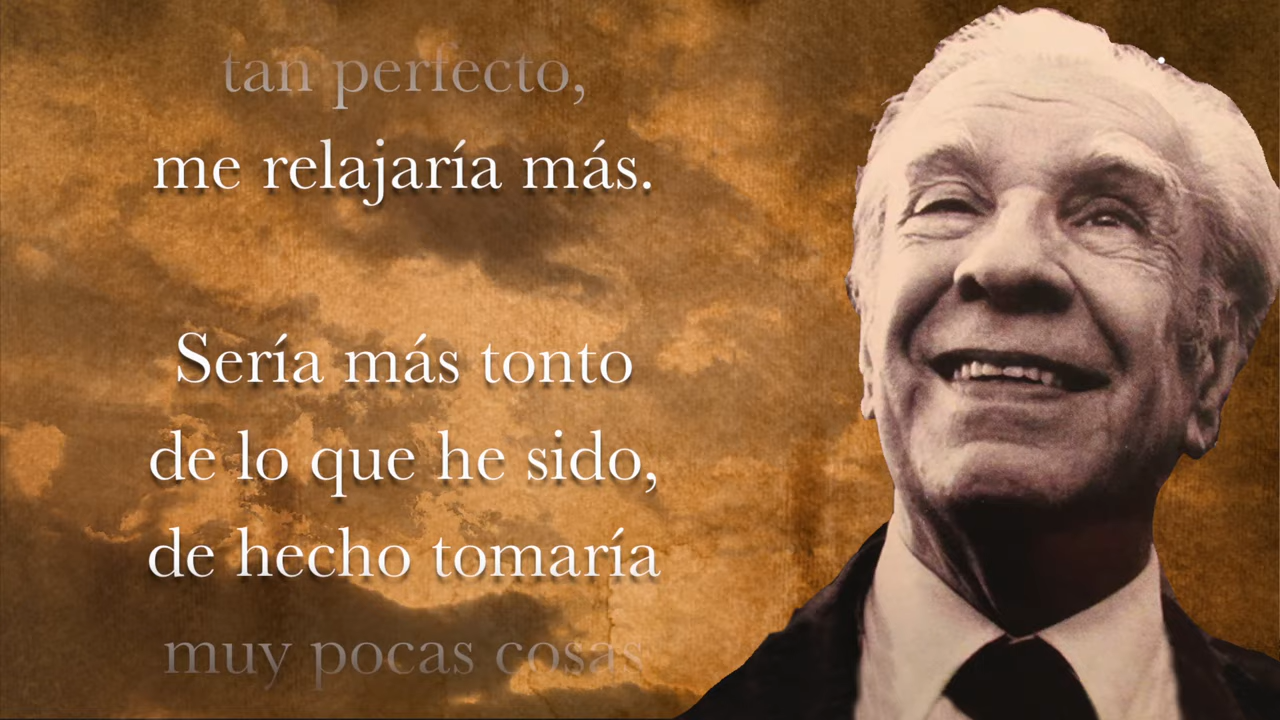 tan perfecto,
me relajaría más.
Sería más tonto
de lo que he sido,
de hecho tomaría
muy pocas cosas